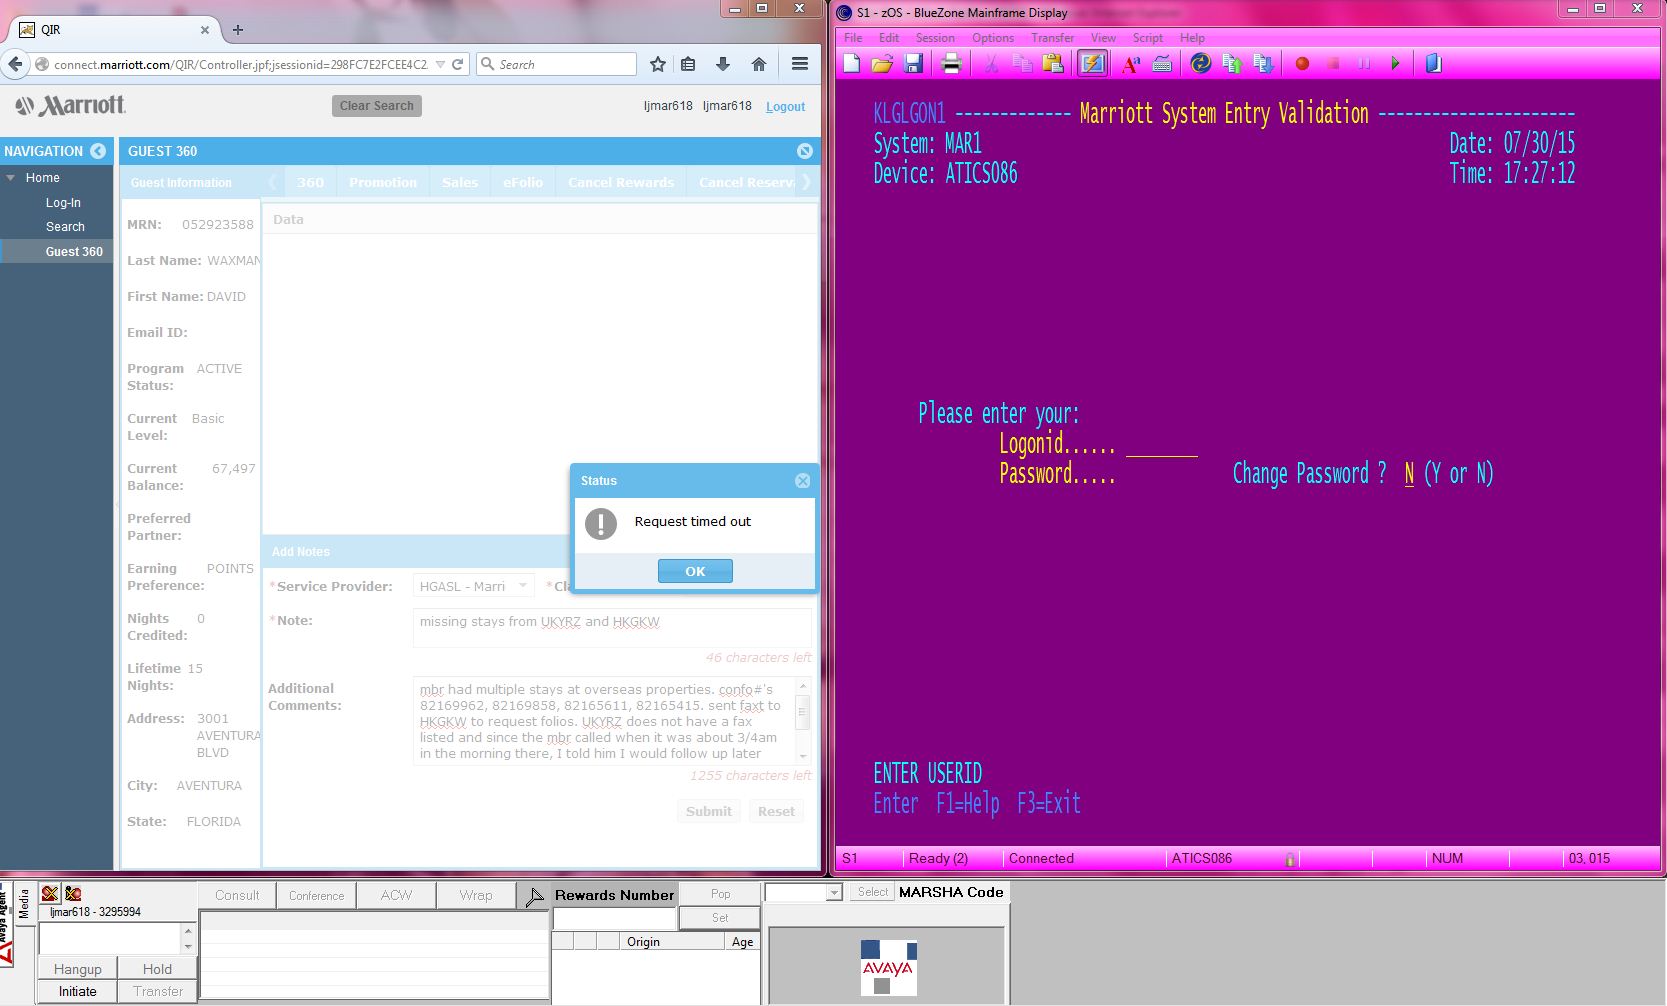 QIR
connect.marriott.com/QIR/Controller.jpf;jsessionid=298FC7E2FCEE4C2.
Search
Marriott.
Clear Search
ljmar618 ljmar618 Logout
NAVIGATION
Home
Log-In
Search
Guest 360
GUEST 360
Guest Information
360 Promotion Sales eFolio Cancel Rewards Cancel Reserva
MRN: 052923588
Last Name: WAXMAN
First Name: DAVID
Email ID:
Program Status: ACTIVE
Current Level: Basic
Current Balance: 67,497
Preferred Partner:
Earning Preference: POINTS
Nights Credited: 0
Lifetime Nights: 15
Address: 3001
AVENTURA
BLVD
City: AVENTURA
State: FLORIDA
Data
Status
Request timed out
OK
Add Notes
*Service Provider: HGASL - Marri *Cla
*Note: missing stays from UKYRZ and HKGKW
46 characters left
Additional Comments:
mbr had multiple stays at overseas properties. confo#'s
82169962, 82169858, 82165611, 82165415. sent faxt to
HKGKW to request folios. UKYRZ does not have a fax
listed and since the mbr called when it was about 3/4am
in the morning there, I told him I would follow up later
1255 characters left
Submit Reset
S1 - zOS - BlueZone Mainframe Display
File Edit Session Options Transfer View Script Help
KLGLGON1 ------------- Marriott System Entry Validation ----------------------
System: MAR1 Date: 07/30/15
Device: ATICS086 Time: 17:27:12
Please enter your:
Logonid...... ________
Password..... Change Password ? N (Y or N)
ENTER USERID
Enter F1=Help F3=Exit
S1 Ready (2) Connected ATICS086 NUM 03, 015
Avaya Agent
Media
ljmar618 - 3295994
Hangup Hold
Initiate Transfer
Consult Conference ACW Wrap
Rewards Number Pop
Set
Origin Age
Select MARSHA Code
AVAYA